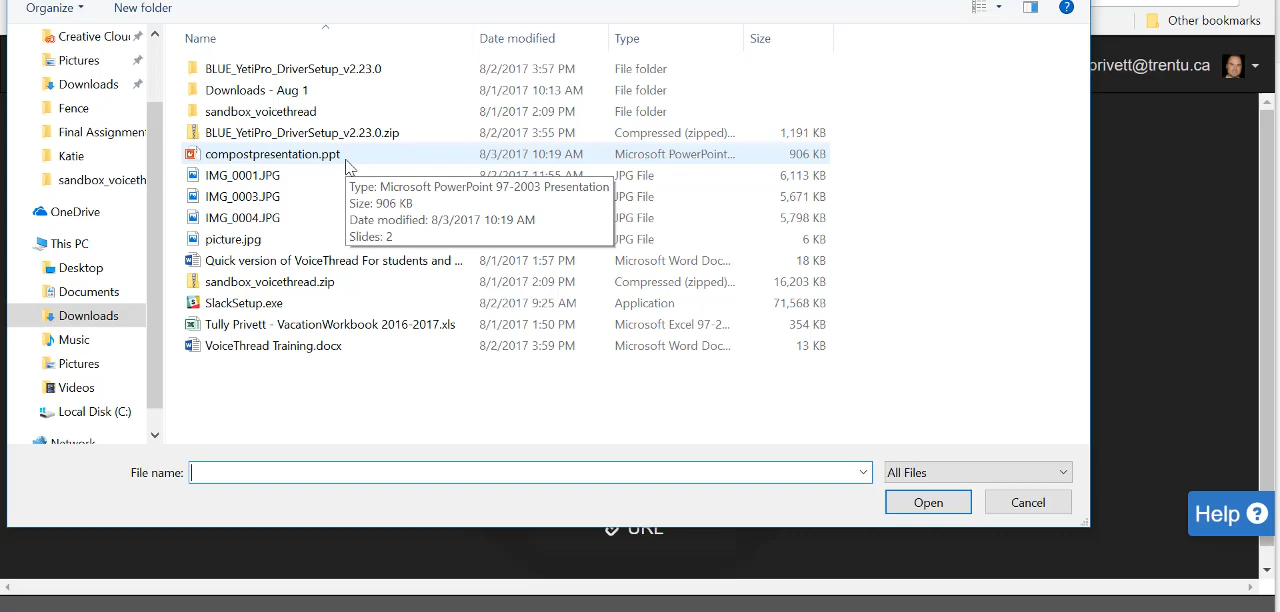 Organize New folder
Other bookmarks
Creative Clou
Pictures
Downloads
Fence
Final Assignmen
Katie
sandbox_voiceth
OneDrive
This PC
Desktop
Documents
Downloads
Music
Pictures
Videos
Local Disk (C:)
Network
Name Date modified Type Size
BLUE_YetiPro_DriverSetup_v2.23.0 8/2/2017 3:57 PM File folder
Downloads - Aug 1 8/1/2017 10:13 AM File folder
sandbox_voicethread 8/1/2017 2:09 PM File folder
BLUE_YetiPro_DriverSetup_v2.23.0.zip 8/2/2017 3:55 PM Compressed (zipped)... 1,191 KB
compostpresentation.ppt 8/3/2017 10:19 AM Microsoft PowerPoint... 906 KB
IMG_0001.JPG 8/2/2017 11:55 AM JPG File 6,113 KB
IMG_0003.JPG JPG File 5,671 KB
IMG_0004.JPG JPG File 5,798 KB
picture.jpg JPG File 6 KB
Quick version of VoiceThread For students and ... 8/1/2017 1:57 PM Microsoft Word Doc... 18 KB
sandbox_voicethread.zip 8/1/2017 2:09 PM Compressed (zipped)... 16,203 KB
SlackSetup.exe 8/2/2017 9:25 AM Application 71,568 KB
Tully Privett - VacationWorkbook 2016-2017.xls 8/1/2017 1:50 PM Microsoft Excel 97-2... 354 KB
VoiceThread Training.docx 8/2/2017 3:59 PM Microsoft Word Doc... 13 KB
Type: Microsoft PowerPoint 97-2003 Presentation
Size: 906 KB
Date modified: 8/3/2017 10:19 AM
Slides: 2
File name: All Files
Open Cancel
privett@trentu.ca
Help ?
URL